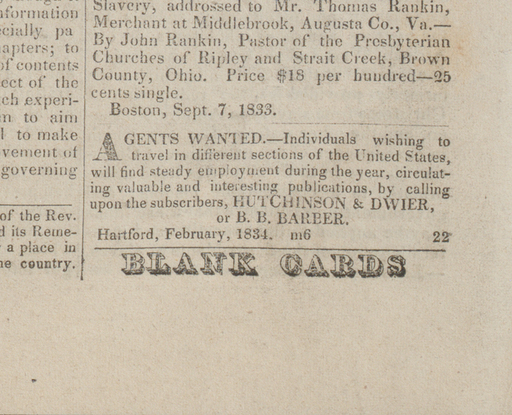 nformation
cially pa
apters; to
of contents
ect of the
ch experi-
n to aim
l to make
vement of
governing
of the Rev.
d its Reme-
a place in
ne country.
Slavery, addrossed to Mr. Thomas Rankin,
Merchant at Middlebrook, Augusta Co., Va.—
By John Rankin, Pastor of the Presbyterian
Churches of Ripley and Strait Creek, Brown
County, Ohio. Price $18 per hundred—25
cents single.
Boston, Sept. 7, 1833.
AGENTS WANTED.—Individuals wishing to
travel in different sections of the United States,
will find steady employment during the year, circulat-
ing valuable and interesting publications, by calling
upon the subscribers, HUTCHINSON & DWIER,
or B. B. BARBER.
Hartford, February, 1834. m6 22
BLANK CARDS